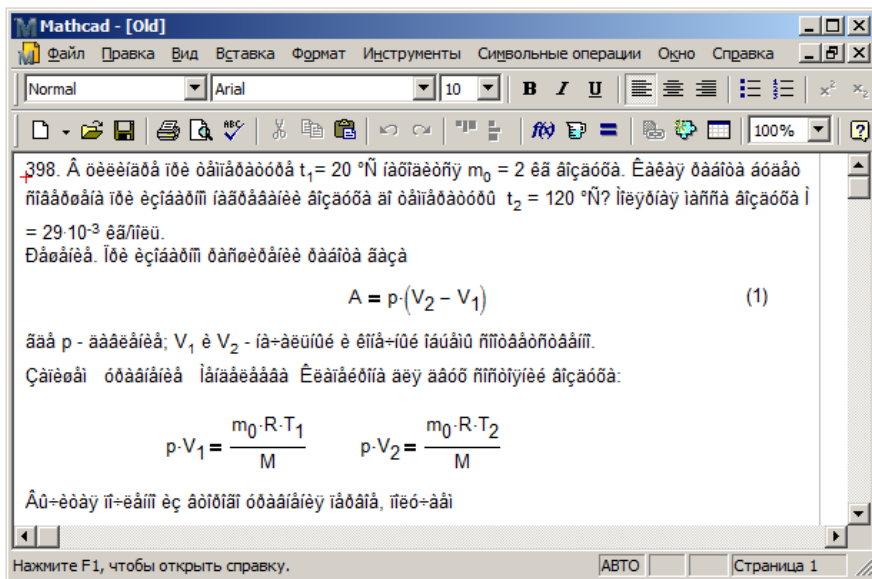 Mathcad - [Old]
Файл Правка Вид Вставка Формат Инструменты Символьные операции Окно Справка
Normal Arial 10 B I U x² x₂
ABC f(x) = 100%
398. Â öèëèíäðå ïðè òåìïåðàòóðå t₁= 20 °Ñ íàõîäèòñÿ m₀ = 2 êã âîçäóõà. Êàêàÿ ðàáîòà áóäåò
ñîâåðøåíà ïðè èçîáàðíîì íàãðåâàíèè âîçäóõà äî òåìïåðàòóðû t₂ = 120 °Ñ? Ìîëÿðíàÿ ìàññà âîçäóõà Ì
= 29·10⁻³ êã/ìîëü.
Ðåøåíèå. Ïðè èçîáàðíîì ðàñøèðåíèè ðàáîòà ãàçà
A = p·(V₂ − V₁) (1)
ãäå p - äàâëåíèå; V₁ è V₂ - íà÷àëüíûé è êîíå÷íûé îáúåìû ñîîòâåòñòâåííî.
Çàïèøåì óðàâíåíèå Ìåíäåëååâà Êëàïåéðîíà äëÿ äâóõ ñîñòîÿíèé âîçäóõà:
p·V₁ = m₀·R·T₁ / M p·V₂ = m₀·R·T₂ / M
Âû÷èòàÿ ïî÷ëåííî èç âòîðîãî óðàâíåíèÿ ïåðâîå, ïîëó÷àåì
Нажмите F1, чтобы открыть справку. АВТО Страница 1